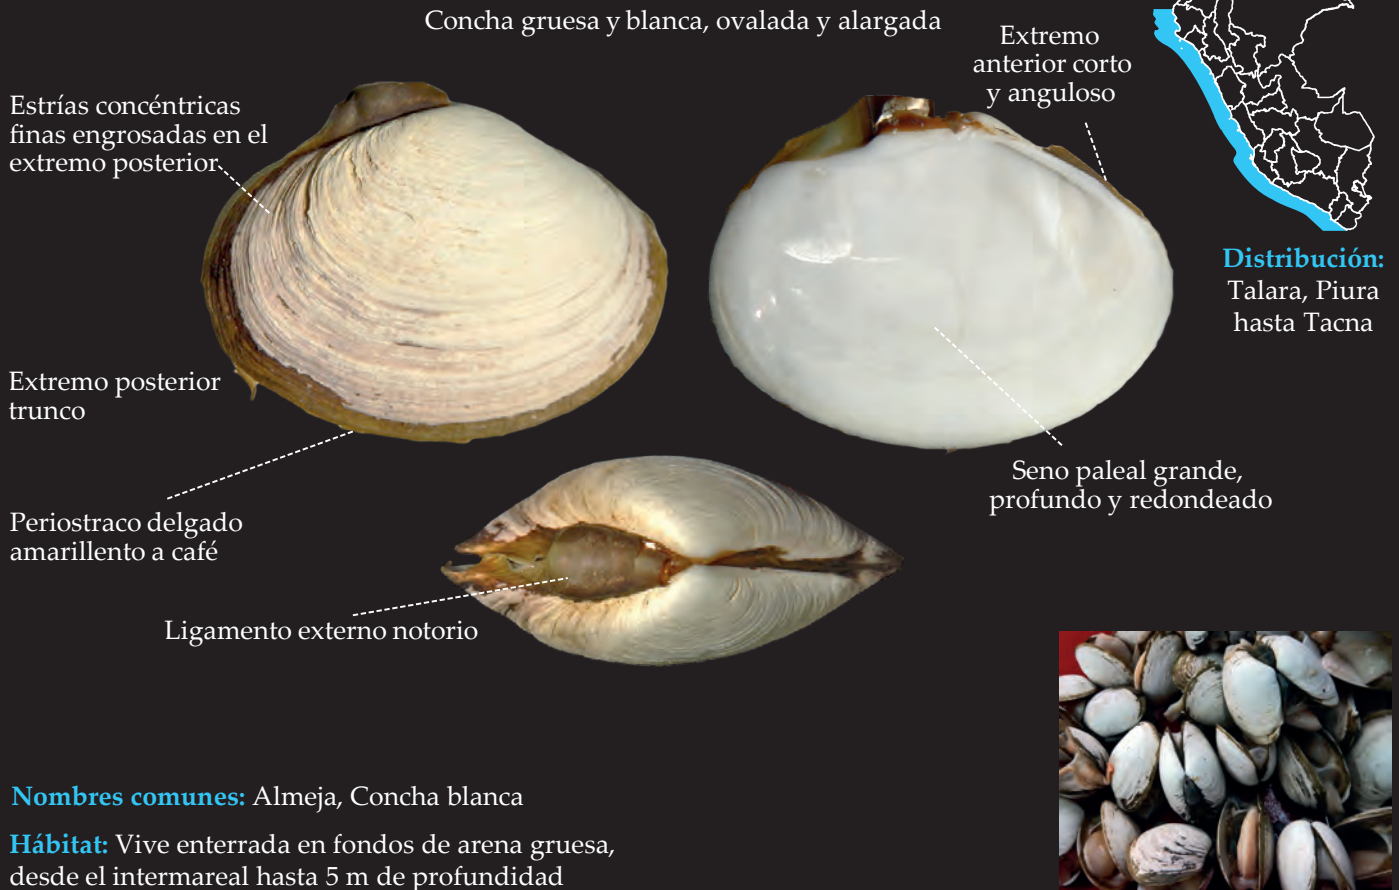 Concha gruesa y blanca, ovalada y alargada
Extremo
anterior corto
y anguloso
Estrías concéntricas
finas engrosadas en el
extremo posterior
Distribución:
Talara, Piura
hasta Tacna
Extremo posterior
trunco
Seno paleal grande,
profundo y redondeado
Periostraco delgado
amarillento a café
Ligamento externo notorio
Nombres comunes: Almeja, Concha blanca
Hábitat: Vive enterrada en fondos de arena gruesa,
desde el intermareal hasta 5 m de profundidad